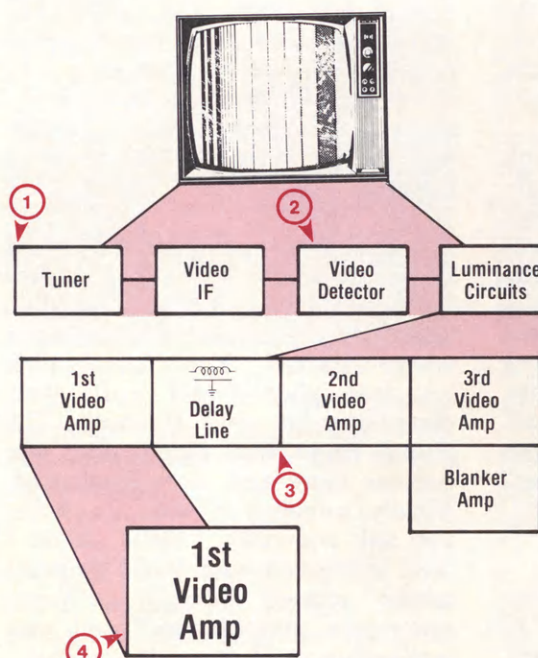 1
2
Tuner
Video
IF
Video
Detector
Luminance
Circuits
1st
Video
Amp
Delay
Line
2nd
Video
Amp
3rd
Video
Amp
3
Blanker
Amp
1st
Video
Amp
4